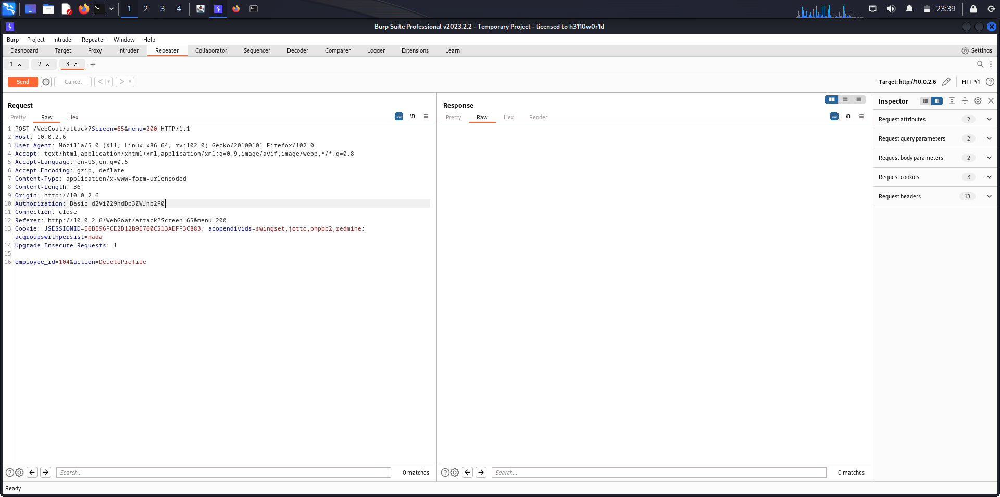 1 2 3 4
23:39
Burp Suite Professional v2023.2.2 - Temporary Project - licensed to h3110w0r1d
Burp Project Intruder Repeater Window Help
Dashboard Target Proxy Intruder Repeater Collaborator Sequencer Decoder Comparer Logger Extensions Learn Settings
1 × 2 × 3 × +
Send Cancel < >
Target: http://10.0.2.6 HTTP/1
Request
Pretty Raw Hex
\n
1 POST /WebGoat/attack?Screen=65&menu=200 HTTP/1.1
2 Host: 10.0.2.6
3 User-Agent: Mozilla/5.0 (X11; Linux x86_64; rv:102.0) Gecko/20100101 Firefox/102.0
4 Accept: text/html,application/xhtml+xml,application/xml;q=0.9,image/avif,image/webp,*/*;q=0.8
5 Accept-Language: en-US,en;q=0.5
6 Accept-Encoding: gzip, deflate
7 Content-Type: application/x-www-form-urlencoded
8 Content-Length: 36
9 Origin: http://10.0.2.6
10 Authorization: Basic d2ViZ29hdDp3ZWJnb2F0
11 Connection: close
12 Referer: http://10.0.2.6/WebGoat/attack?Screen=65&menu=200
13 Cookie: JSESSIONID=E6BE96FCE2D12B9E760C513AEFF3C883; acopendivids=swingset,jotto,phpbb2,redmine;
acgroupswithpersist=nada
14 Upgrade-Insecure-Requests: 1
15
16 employee_id=104&action=DeleteProfile
Search...
0 matches
Response
Pretty Raw Hex Render
\n
Search...
0 matches
Inspector
Request attributes 2
Request query parameters 2
Request body parameters 2
Request cookies 3
Request headers 13
Ready